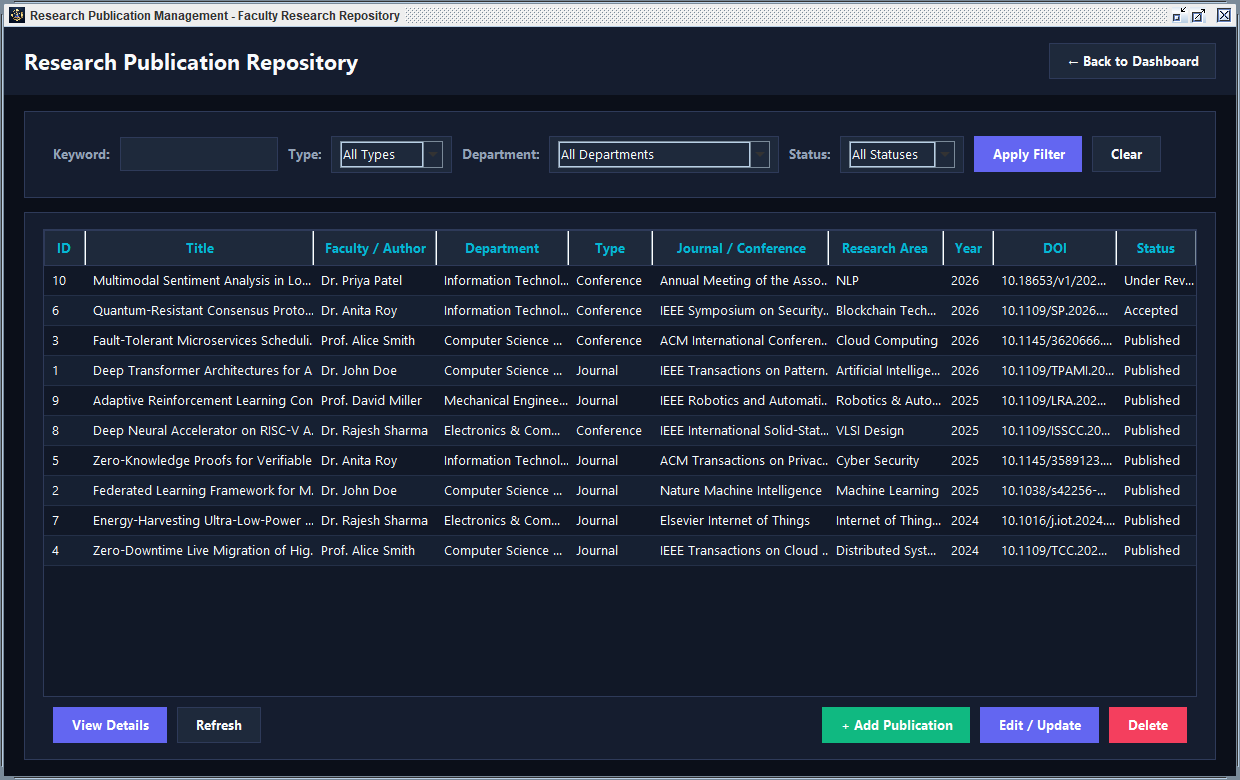 Research Publication Management - Faculty Research Repository
Research Publication Repository
← Back to Dashboard
Keyword: Type: All Types Department: All Departments Status: All Statuses Apply Filter Clear
ID Title Faculty / Author Department Type Journal / Conference Research Area Year DOI Status
10 Multimodal Sentiment Analysis in Lo... Dr. Priya Patel Information Technol... Conference Annual Meeting of the Asso... NLP 2026 10.18653/v1/202... Under Rev...
6 Quantum-Resistant Consensus Proto... Dr. Anita Roy Information Technol... Conference IEEE Symposium on Security.. Blockchain Tech... 2026 10.1109/SP.2026.... Accepted
3 Fault-Tolerant Microservices Scheduli. Prof. Alice Smith Computer Science ... Conference ACM International Conferen.. Cloud Computing 2026 10.1145/3620666.... Published
1 Deep Transformer Architectures for A Dr. John Doe Computer Science ... Journal IEEE Transactions on Pattern. Artificial Intellige... 2026 10.1109/TPAMI.20... Published
9 Adaptive Reinforcement Learning Con Prof. David Miller Mechanical Enginee... Journal IEEE Robotics and Automati.. Robotics & Auto... 2025 10.1109/LRA.202... Published
8 Deep Neural Accelerator on RISC-V A. Dr. Rajesh Sharma Electronics & Com... Conference IEEE International Solid-Stat... VLSI Design 2025 10.1109/ISSCC.20... Published
5 Zero-Knowledge Proofs for Verifiable Dr. Anita Roy Information Technol... Journal ACM Transactions on Privac.. Cyber Security 2025 10.1145/3589123.... Published
2 Federated Learning Framework for M. Dr. John Doe Computer Science ... Journal Nature Machine Intelligence Machine Learning 2025 10.1038/s42256-... Published
7 Energy-Harvesting Ultra-Low-Power ... Dr. Rajesh Sharma Electronics & Com... Journal Elsevier Internet of Things Internet of Thing... 2024 10.1016/j.iot.2024.... Published
4 Zero-Downtime Live Migration of Hig. Prof. Alice Smith Computer Science ... Journal IEEE Transactions on Cloud .. Distributed Syst... 2024 10.1109/TCC.202... Published
View Details Refresh + Add Publication Edit / Update Delete